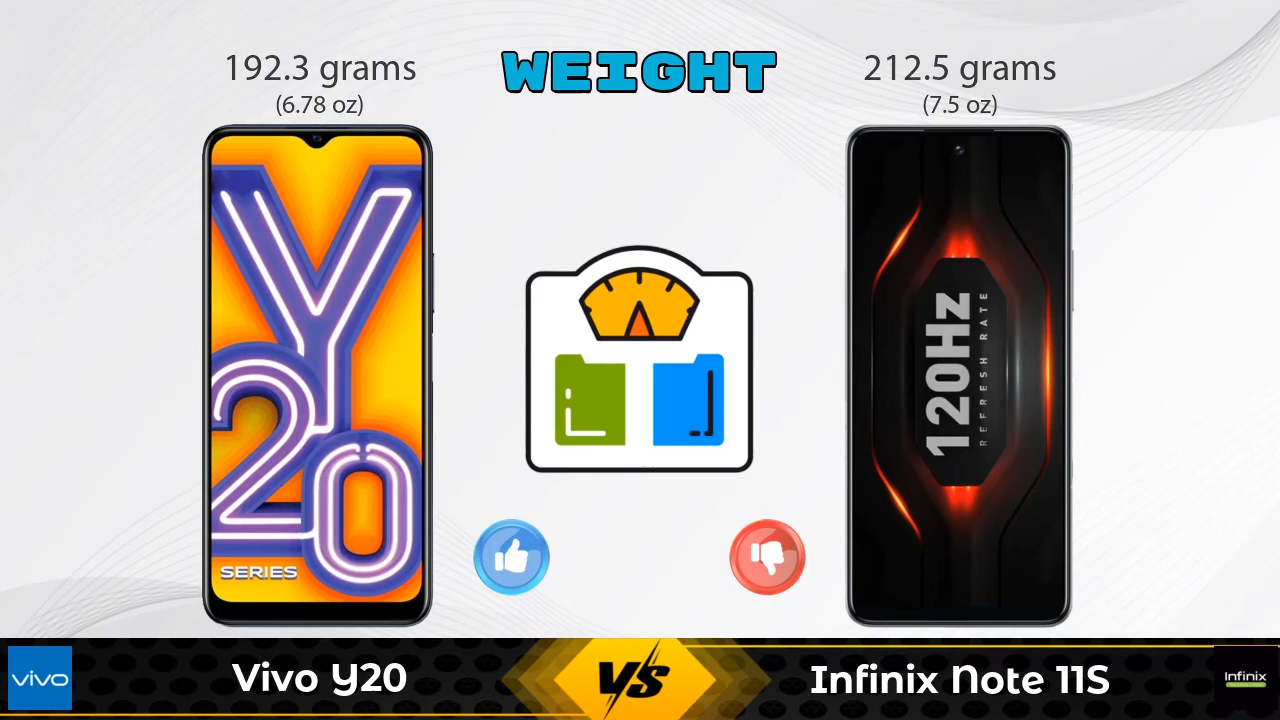 WEIGHT
192.3 grams
(6.78 oz)
212.5 grams
(7.5 oz)
Y
20
SERIES
120Hz
REFRESH RATE
vivo
Vivo Y20
VS
Infinix Note 11S
Infinix